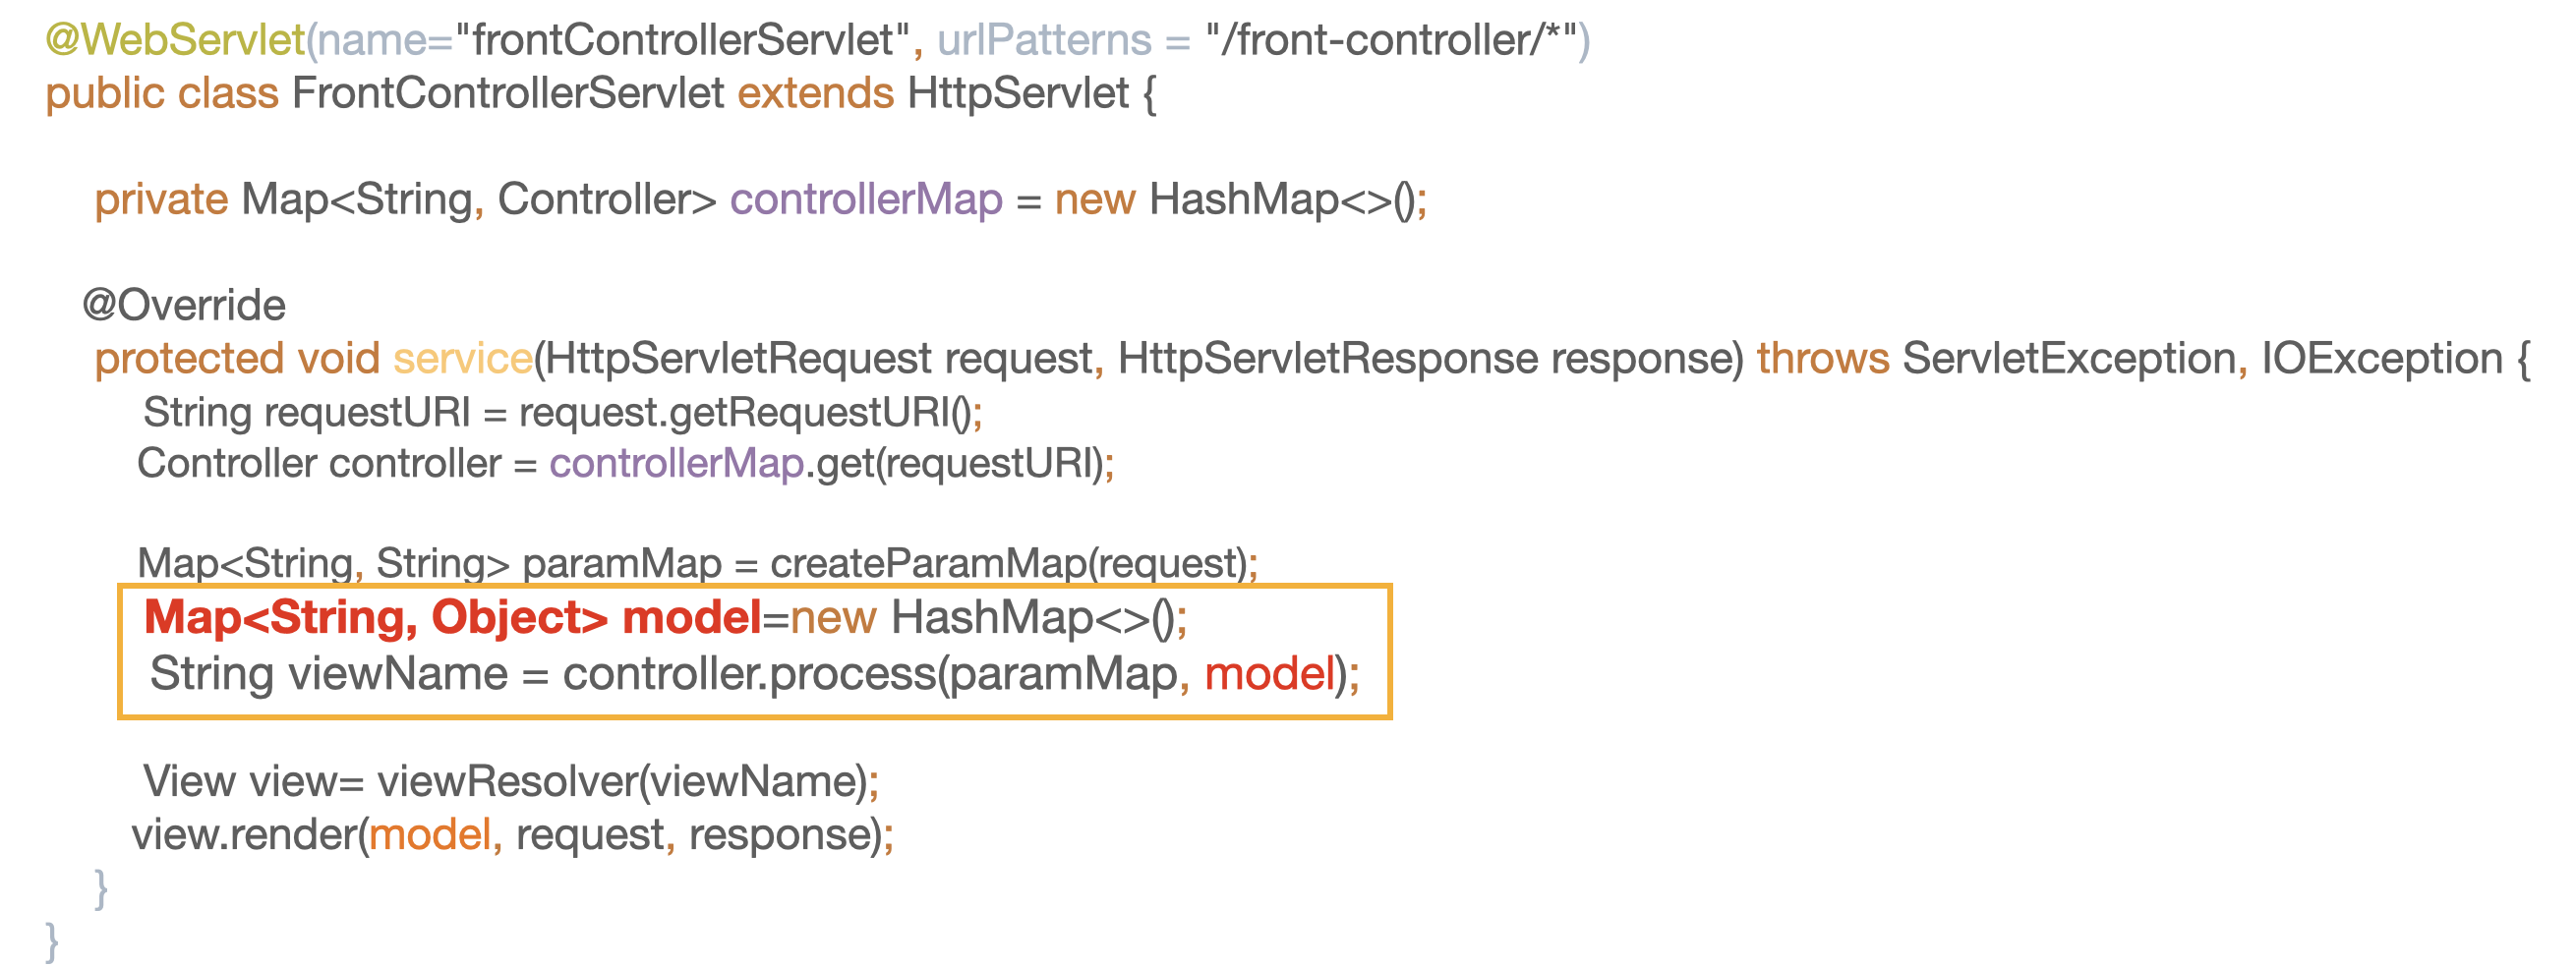 @WebServlet(name="frontControllerServlet", urlPatterns = "/front-controller/*")
public class FrontControllerServlet extends HttpServlet {
private Map<String, Controller> controllerMap = new HashMap<>();
@Override
protected void service(HttpServletRequest request, HttpServletResponse response) throws ServletException, IOException {
String requestURI = request.getRequestURI();
Controller controller = controllerMap.get(requestURI);
Map<String, String> paramMap = createParamMap(request);
Map<String, Object> model=new HashMap<>();
String viewName = controller.process(paramMap, model);
View view= viewResolver(viewName);
view.render(model, request, response);
}
}